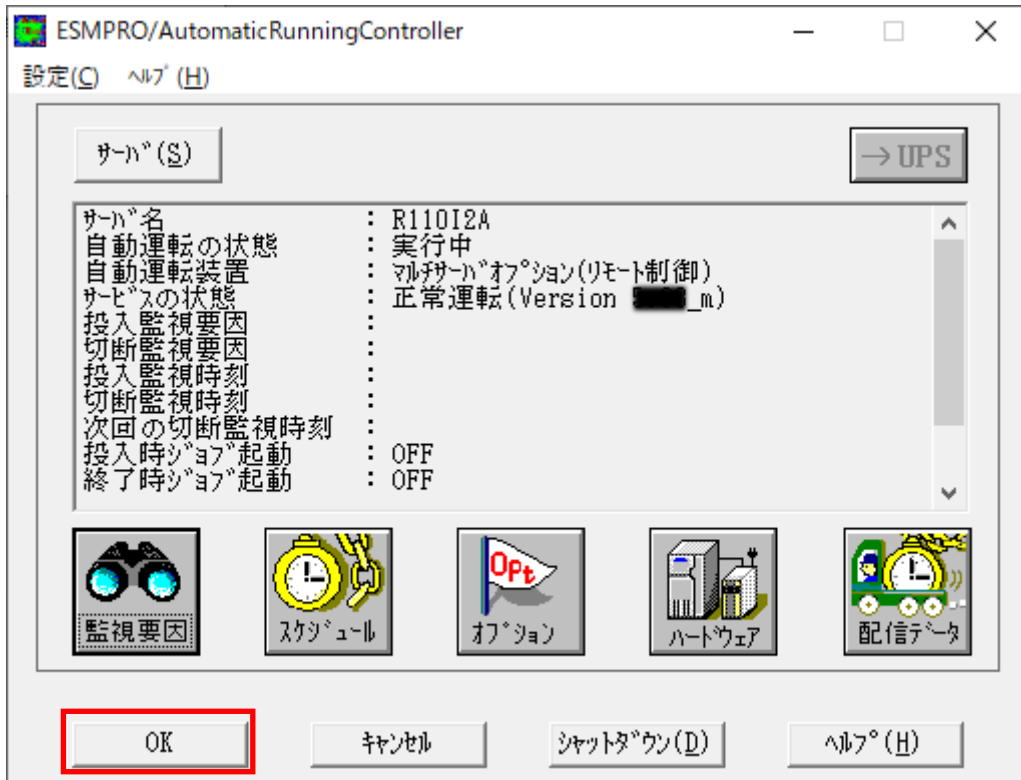 ESMPRO/AutomaticRunningController
設定(C) ﾍﾙﾌﾟ(H)
ｻｰﾊﾞ(S)
→UPS
ｻｰﾊﾞ名 : R110I2A
自動運転の状態 : 実行中
自動運転装置 : ﾏﾙﾁｻｰﾊﾞｵﾌﾟｼｮﾝ(ﾘﾓｰﾄ制御)
ｻｰﾋﾞｽの状態 : 正常運転(Version _m)
投入監視要因 :
切断監視要因 :
投入監視時刻 :
切断監視時刻 :
次回の切断監視時刻 :
投入時ｼﾞｮﾌﾞ起動 : OFF
終了時ｼﾞｮﾌﾞ起動 : OFF
OPt
監視要因 ｽｹｼﾞｭｰﾙ ｵﾌﾟｼｮﾝ ﾊｰﾄﾞｳｪｱ 配信ﾃﾞｰﾀ
OK ｷｬﾝｾﾙ ｼｬｯﾄﾀﾞｳﾝ(D) ﾍﾙﾌﾟ(H)